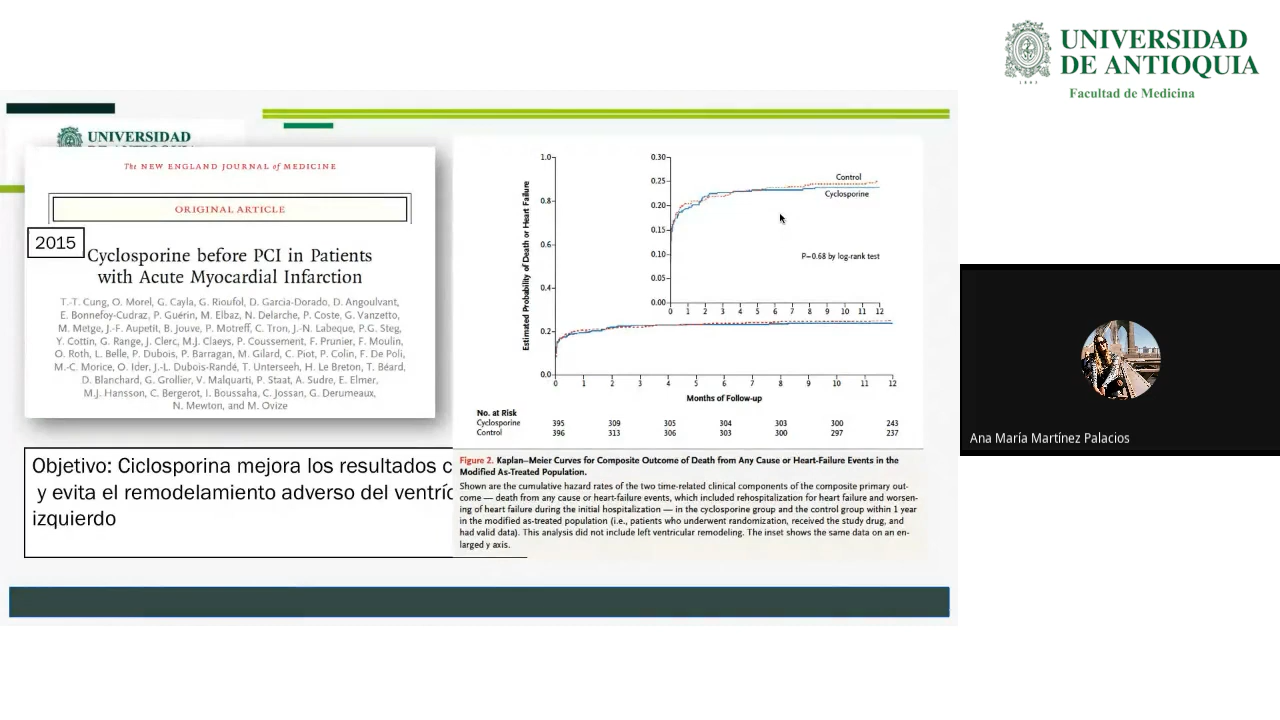 UNIVERSIDAD
DE ANTIOQUIA
1803
Facultad de Medicina
UNIVERSIDAD
The NEW ENGLAND JOURNAL of MEDICINE
ORIGINAL ARTICLE
2015
Cyclosporine before PCI in Patients
with Acute Myocardial Infarction
T.-T. Cung, O. Morel, G. Cayla, G. Rioufol, D. Garcia-Dorado, D. Angoulvant,
E. Bonnefoy-Cudraz, P. Guérin, M. Elbaz, N. Delarche, P. Coste, G. Vanzetto,
M. Metge, J.-F. Aupetit, B. Jouve, P. Motreff, C. Tron, J.-N. Labeque, P.G. Steg,
Y. Cottin, G. Range, J. Clerc, M.J. Claeys, P. Coussement, F. Prunier, F. Moulin,
O. Roth, L. Belle, P. Dubois, P. Barragan, M. Gilard, C. Piot, P. Colin, F. De Poli,
M.-C. Morice, O. Ider, J.-L. Dubois-Randé, T. Unterseeh, H. Le Breton, T. Béard,
D. Blanchard, G. Grollier, V. Malquarti, P. Staat, A. Sudre, E. Elmer,
M.J. Hansson, C. Bergerot, I. Boussaha, C. Jossan, G. Derumeaux,
N. Mewton, and M. Ovize
Objetivo: Ciclosporina mejora los resultados c
y evita el remodelamiento adverso del ventríc
izquierdo
Estimated Probability of Death or Heart Failure
1.0
0.8
0.6
0.4
0.2
0.0
0 1 2 3 4 5 6 7 8 9 10 11 12
0.30
0.25
0.20
0.15
0.10
0.05
0.00
0 1 2 3 4 5 6 7 8 9 10 11 12
Control
Cyclosporine
P=0.68 by log-rank test
Months of Follow-up
No. at Risk
Cyclosporine 395 309 305 304 303 300 243
Control 396 313 306 303 300 297 237
Figure 2. Kaplan–Meier Curves for Composite Outcome of Death from Any Cause or Heart-Failure Events in the
Modified As-Treated Population.
Shown are the cumulative hazard rates of the two time-related clinical components of the composite primary out-
come — death from any cause or heart-failure events, which included rehospitalization for heart failure and worsen-
ing of heart failure during the initial hospitalization — in the cyclosporine group and the control group within 1 year
in the modified as-treated population (i.e., patients who underwent randomization, received the study drug, and
had valid data). This analysis did not include left ventricular remodeling. The inset shows the same data on an en-
larged y axis.
Ana María Martínez Palacios